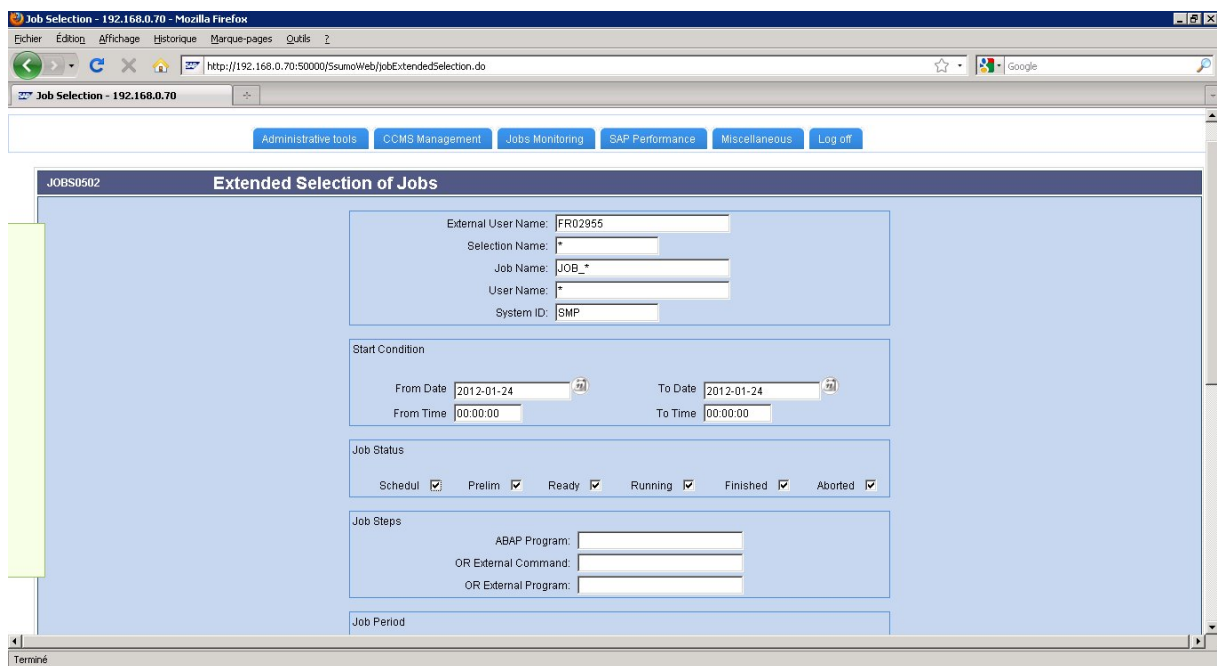 Job Selection - 192.168.0.70 - Mozilla Firefox
Fichier Édition Affichage Historique Marque-pages Outils ?
http://192.168.0.70:50000/SsumoWeb/jobExtendedSelection.do
Google
Job Selection - 192.168.0.70
Administrative tools CCMS Management Jobs Monitoring SAP Performance Miscellaneous Log off
JOBS0502 Extended Selection of Jobs
External User Name: FR02955
Selection Name: *
Job Name: JOB_*
User Name: *
System ID: SMP
Start Condition
From Date 2012-01-24 To Date 2012-01-24
From Time 00:00:00 To Time 00:00:00
Job Status
Schedul Prelim Ready Running Finished Aborted
Job Steps
ABAP Program:
OR External Command:
OR External Program:
Job Period
Terminé